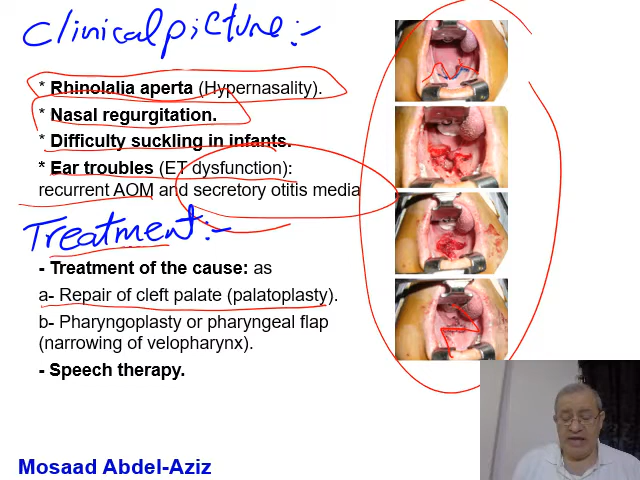 Clinical picture :-
* Rhinolalia aperta (Hypernasality).
* Nasal regurgitation.
* Difficulty suckling in infants.
* Ear troubles (ET dysfunction):
recurrent AOM and secretory otitis media
Treatment :-
- Treatment of the cause: as
a- Repair of cleft palate (palatoplasty).
b- Pharyngoplasty or pharyngeal flap
(narrowing of velopharynx).
- Speech therapy.
Mosaad Abdel-Aziz